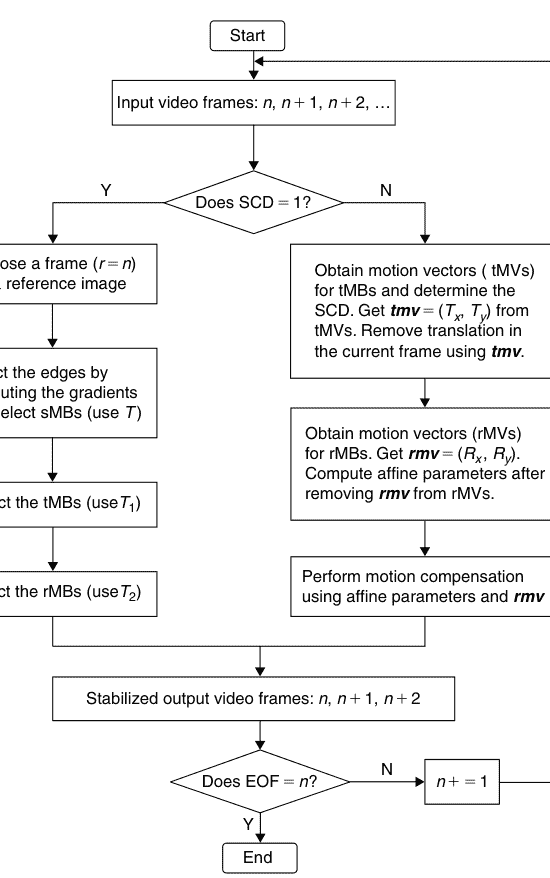 Start
Input video frames: n, n + 1, n + 2, …
Does SCD = 1?
Y
N
ose a frame (r = n)
reference image
ct the edges by
uting the gradients
elect sMBs (use T)
ct the tMBs (use T1)
ct the rMBs (use T2)
Obtain motion vectors ( tMVs)
for tMBs and determine the
SCD. Get tmv = (Tx, Ty) from
tMVs. Remove translation in
the current frame using tmv.
Obtain motion vectors (rMVs)
for rMBs. Get rmv = (Rx, Ry).
Compute affine parameters after
removing rmv from rMVs.
Perform motion compensation
using affine parameters and rmv
Stabilized output video frames: n, n + 1, n + 2
Does EOF = n?
N
n + = 1
Y
End